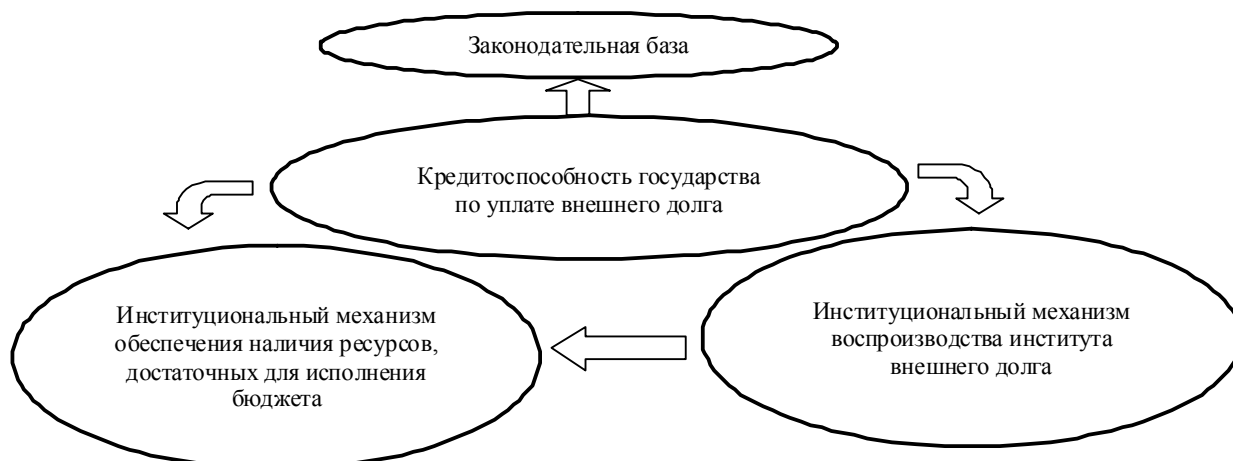 Законодательная база
Кредитоспособность государства
по уплате внешнего долга
Институциональный механизм
обеспечения наличия ресурсов,
достаточных для исполнения
бюджета
Институциональный механизм
воспроизводства института
внешнего долга